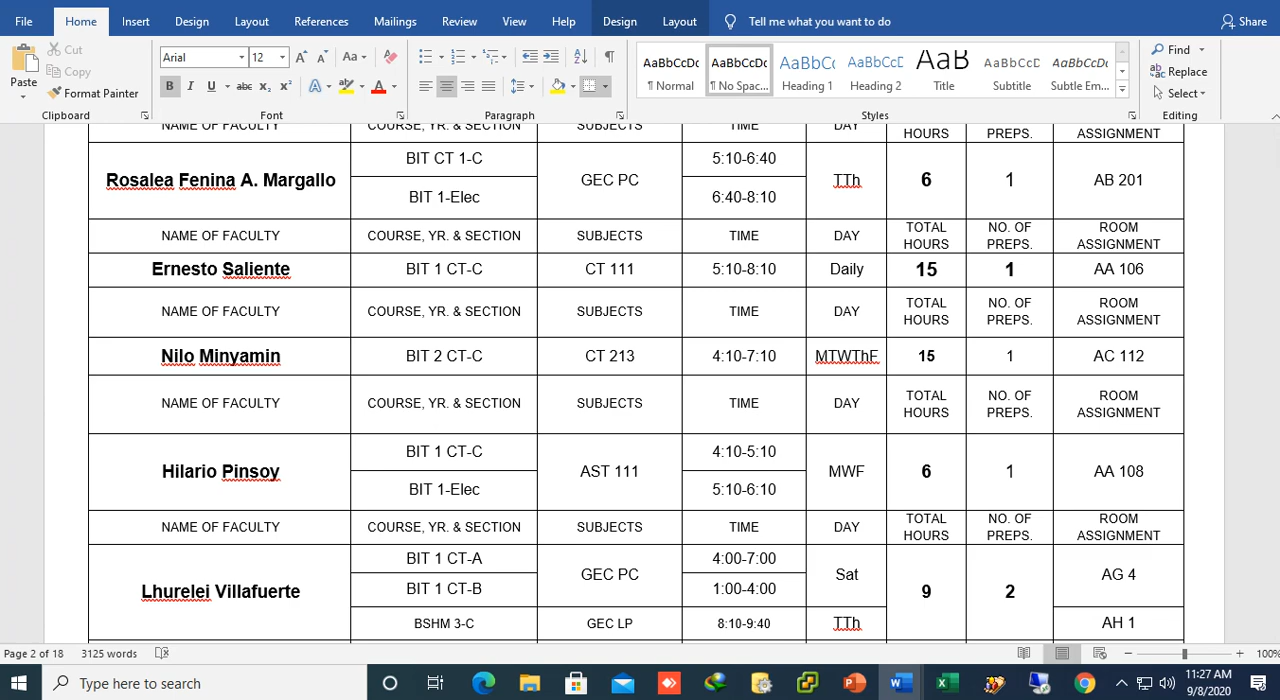 File Home Insert Design Layout References Mailings Review View Help Design Layout Tell me what you want to do Share
Paste
Cut
Copy
Format Painter
Clipboard
Arial 12
Font
Paragraph
AaBbCcDc AaBbCcDc AaBbCc AaBbCcE AaB AaBbCcC AaBbCcDc
¶ Normal ¶ No Spac... Heading 1 Heading 2 Title Subtitle Subtle Em...
Styles
Find
Replace
Select
Editing
NAME OF FACULTY COURSE, YR. & SECTION SUBJECTS TIME DAY HOURS PREPS. ASSIGNMENT
Rosalea Fenina A. Margallo
BIT CT 1-C
BIT 1-Elec
GEC PC
5:10-6:40
6:40-8:10
TTh 6 1 AB 201
NAME OF FACULTY COURSE, YR. & SECTION SUBJECTS TIME DAY
TOTAL HOURS
NO. OF PREPS.
ROOM ASSIGNMENT
Ernesto Saliente BIT 1 CT-C CT 111 5:10-8:10 Daily 15 1 AA 106
NAME OF FACULTY COURSE, YR. & SECTION SUBJECTS TIME DAY
TOTAL HOURS
NO. OF PREPS.
ROOM ASSIGNMENT
Nilo Minyamin BIT 2 CT-C CT 213 4:10-7:10 MTWThF 15 1 AC 112
NAME OF FACULTY COURSE, YR. & SECTION SUBJECTS TIME DAY
TOTAL HOURS
NO. OF PREPS.
ROOM ASSIGNMENT
Hilario Pinsoy
BIT 1 CT-C
BIT 1-Elec
AST 111
4:10-5:10
5:10-6:10
MWF 6 1 AA 108
NAME OF FACULTY COURSE, YR. & SECTION SUBJECTS TIME DAY
TOTAL HOURS
NO. OF PREPS.
ROOM ASSIGNMENT
Lhurelei Villafuerte
BIT 1 CT-A
BIT 1 CT-B
GEC PC
4:00-7:00
1:00-4:00
Sat 9 2 AG 4
BSHM 3-C GEC LP 8:10-9:40 TTh AH 1
Page 2 of 18 3125 words 100%
Type here to search
11:27 AM
9/8/2020